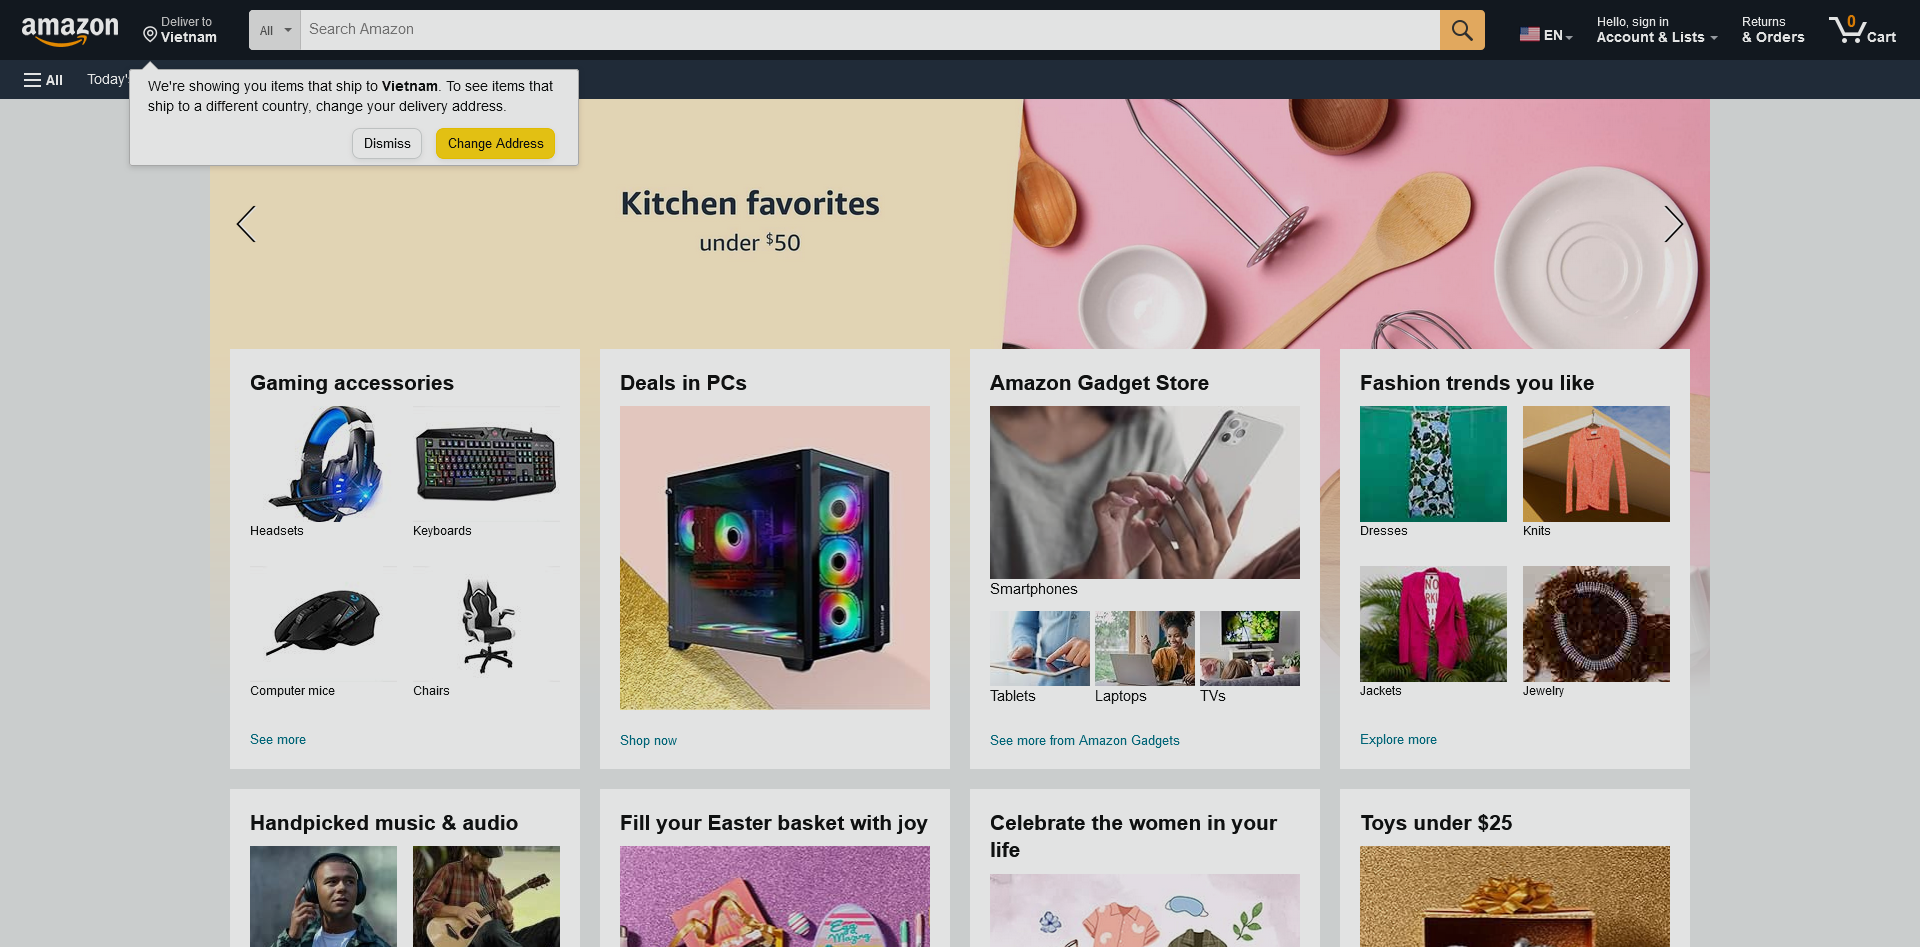 amazon
Deliver to
Vietnam
All
Search Amazon
EN
Hello, sign in
Account & Lists
Returns
& Orders
0
Cart
All
Today's
We're showing you items that ship to Vietnam. To see items that
ship to a different country, change your delivery address.
Dismiss
Change Address
Kitchen favorites
under $50
Gaming accessories
Headsets
Keyboards
Computer mice
Chairs
See more
Deals in PCs
Shop now
Amazon Gadget Store
Smartphones
Tablets
Laptops
TVs
See more from Amazon Gadgets
Fashion trends you like
Dresses
Knits
Jackets
Jewelry
Explore more
Handpicked music & audio
Fill your Easter basket with joy
Egg
Mazing
Celebrate the women in your
life
Toys under $25